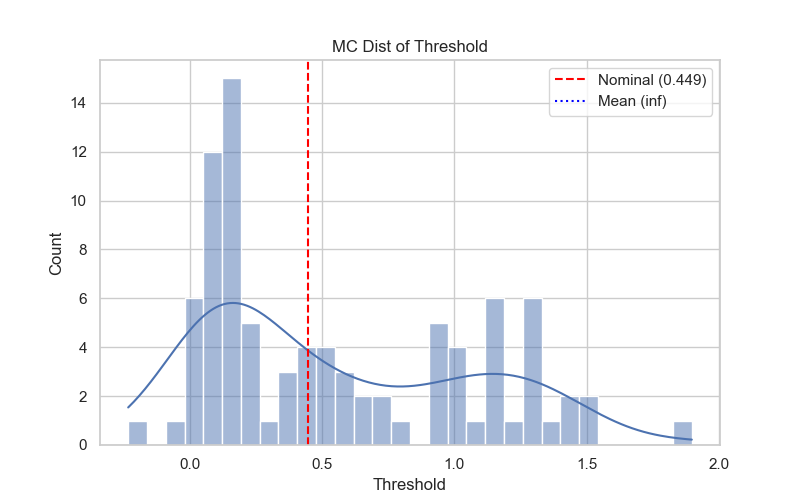 MC Dist of Threshold
Nominal (0.449)
Mean (inf)
14
12
10
8
6
4
2
0
Count
0.0 0.5 1.0 1.5 2.0
Threshold